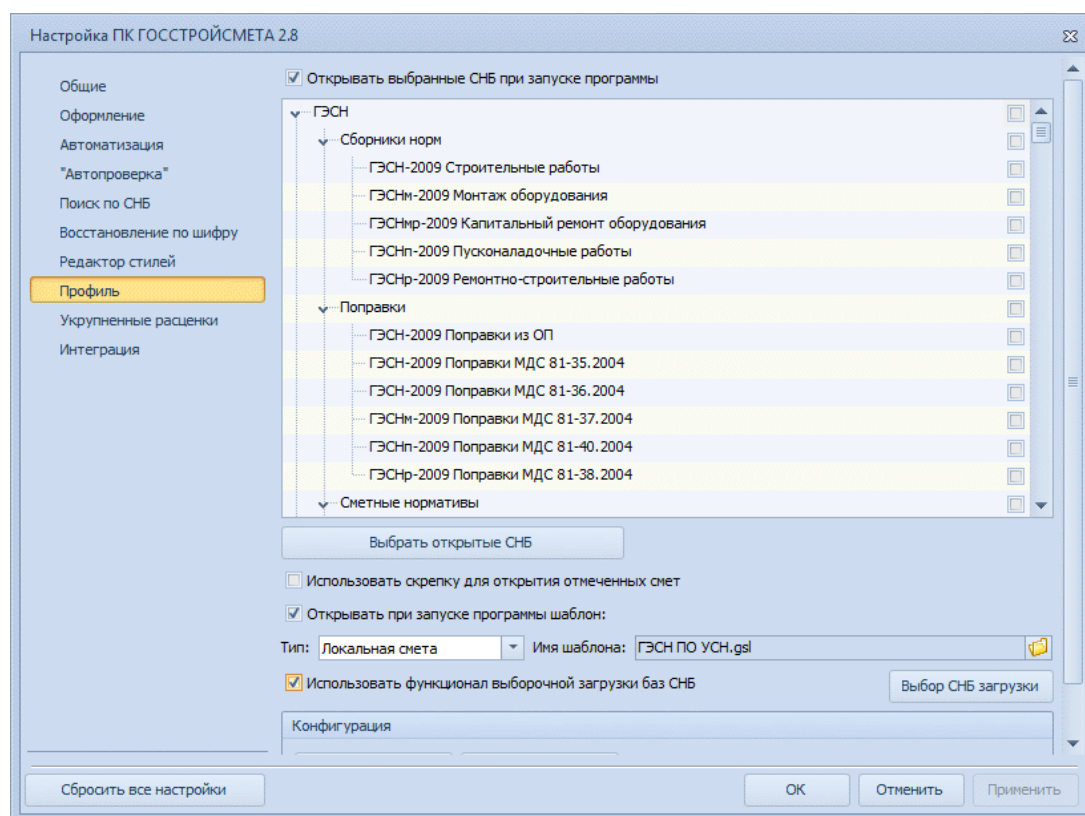 Настройка ПК ГОССТРОЙСМЕТА 2.8
Общие
Оформление
Автоматизация
"Автопроверка"
Поиск по СНБ
Восстановление по шифру
Редактор стилей
Профиль
Укрупненные расценки
Интеграция
Открывать выбранные СНБ при запуске программы
ГЭСН
Сборники норм
ГЭСН-2009 Строительные работы
ГЭСНм-2009 Монтаж оборудования
ГЭСНмр-2009 Капитальный ремонт оборудования
ГЭСНп-2009 Пусконаладочные работы
ГЭСНр-2009 Ремонтно-строительные работы
Поправки
ГЭСН-2009 Поправки из ОП
ГЭСН-2009 Поправки МДС 81-35.2004
ГЭСН-2009 Поправки МДС 81-36.2004
ГЭСНм-2009 Поправки МДС 81-37.2004
ГЭСНп-2009 Поправки МДС 81-40.2004
ГЭСНр-2009 Поправки МДС 81-38.2004
Сметные нормативы
Выбрать открытые СНБ
Использовать скрепку для открытия отмеченных смет
Открывать при запуске программы шаблон:
Тип: Локальная смета Имя шаблона: ГЭСН ПО УСН.gsl
Использовать функционал выборочной загрузки баз СНБ Выбор СНБ загрузки
Конфигурация
Сбросить все настройки ОК Отменить Применить